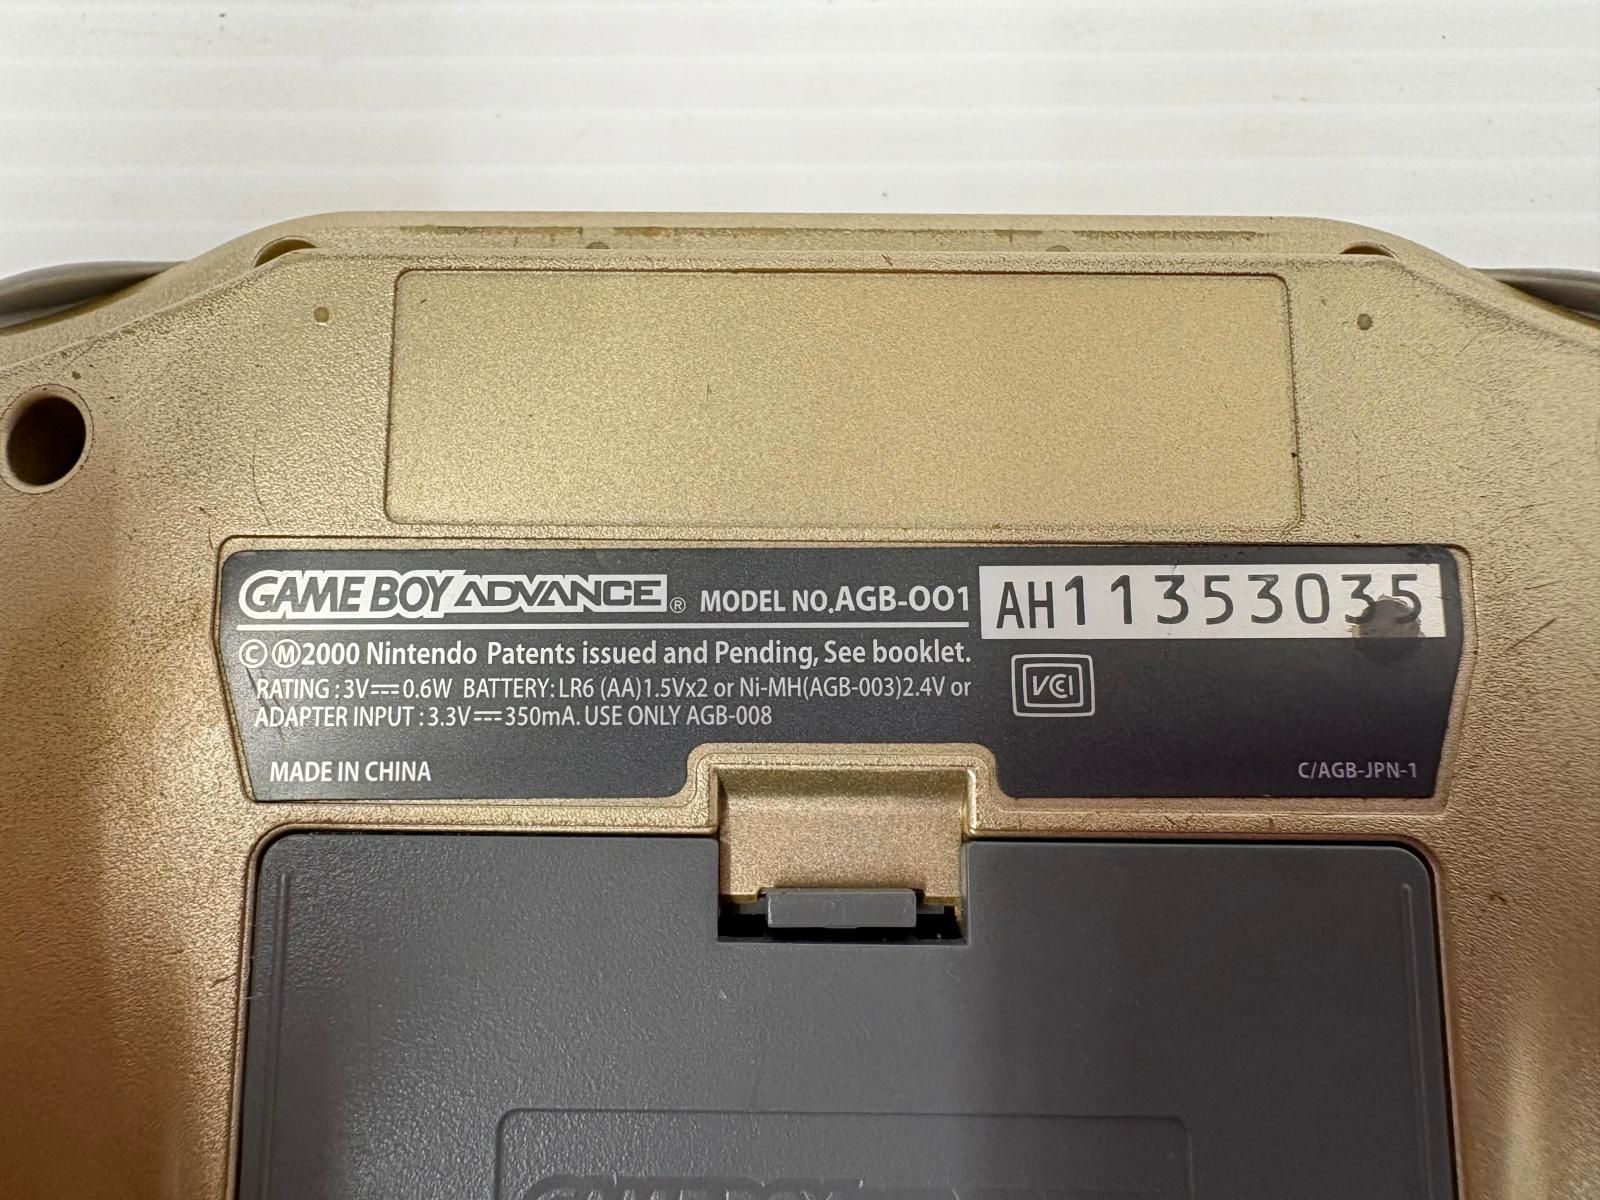 GAME BOY ADVANCE® MODEL NO.AGB-001 AH11353035
©Ⓜ2000 Nintendo Patents issued and Pending, See booklet.
RATING : 3V⎓0.6W BATTERY: LR6 (AA)1.5Vx2 or Ni-MH(AGB-003)2.4V or
ADAPTER INPUT : 3.3V⎓350mA. USE ONLY AGB-008
VCI
MADE IN CHINA
C/AGB-JPN-1
GAME BOY